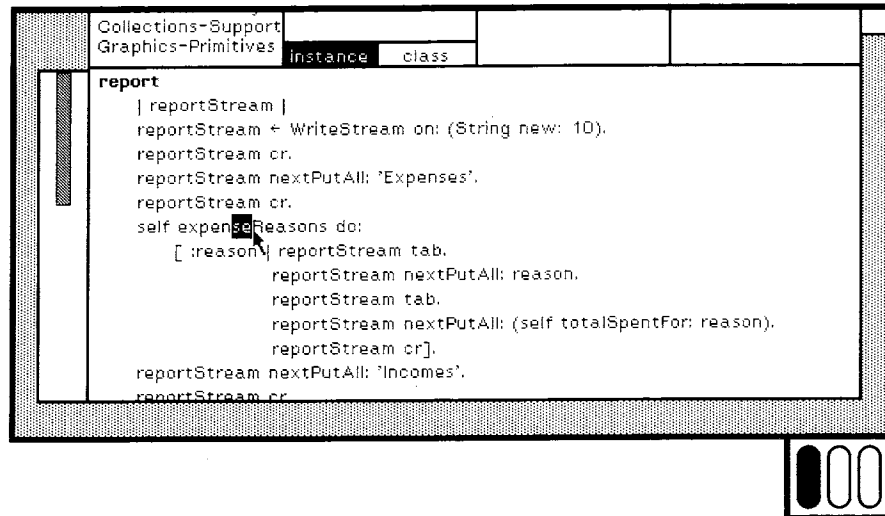 Collections-Support
Graphics-Primitives
instance class
report
| reportStream |
reportStream ← WriteStream on: (String new: 10).
reportStream cr.
reportStream nextPutAll: 'Expenses'.
reportStream cr.
self expenseReasons do:
[ :reason | reportStream tab.
reportStream nextPutAll: reason.
reportStream tab.
reportStream nextPutAll: (self totalSpentFor: reason).
reportStream cr].
reportStream nextPutAll: 'Incomes'.
reportStream cr